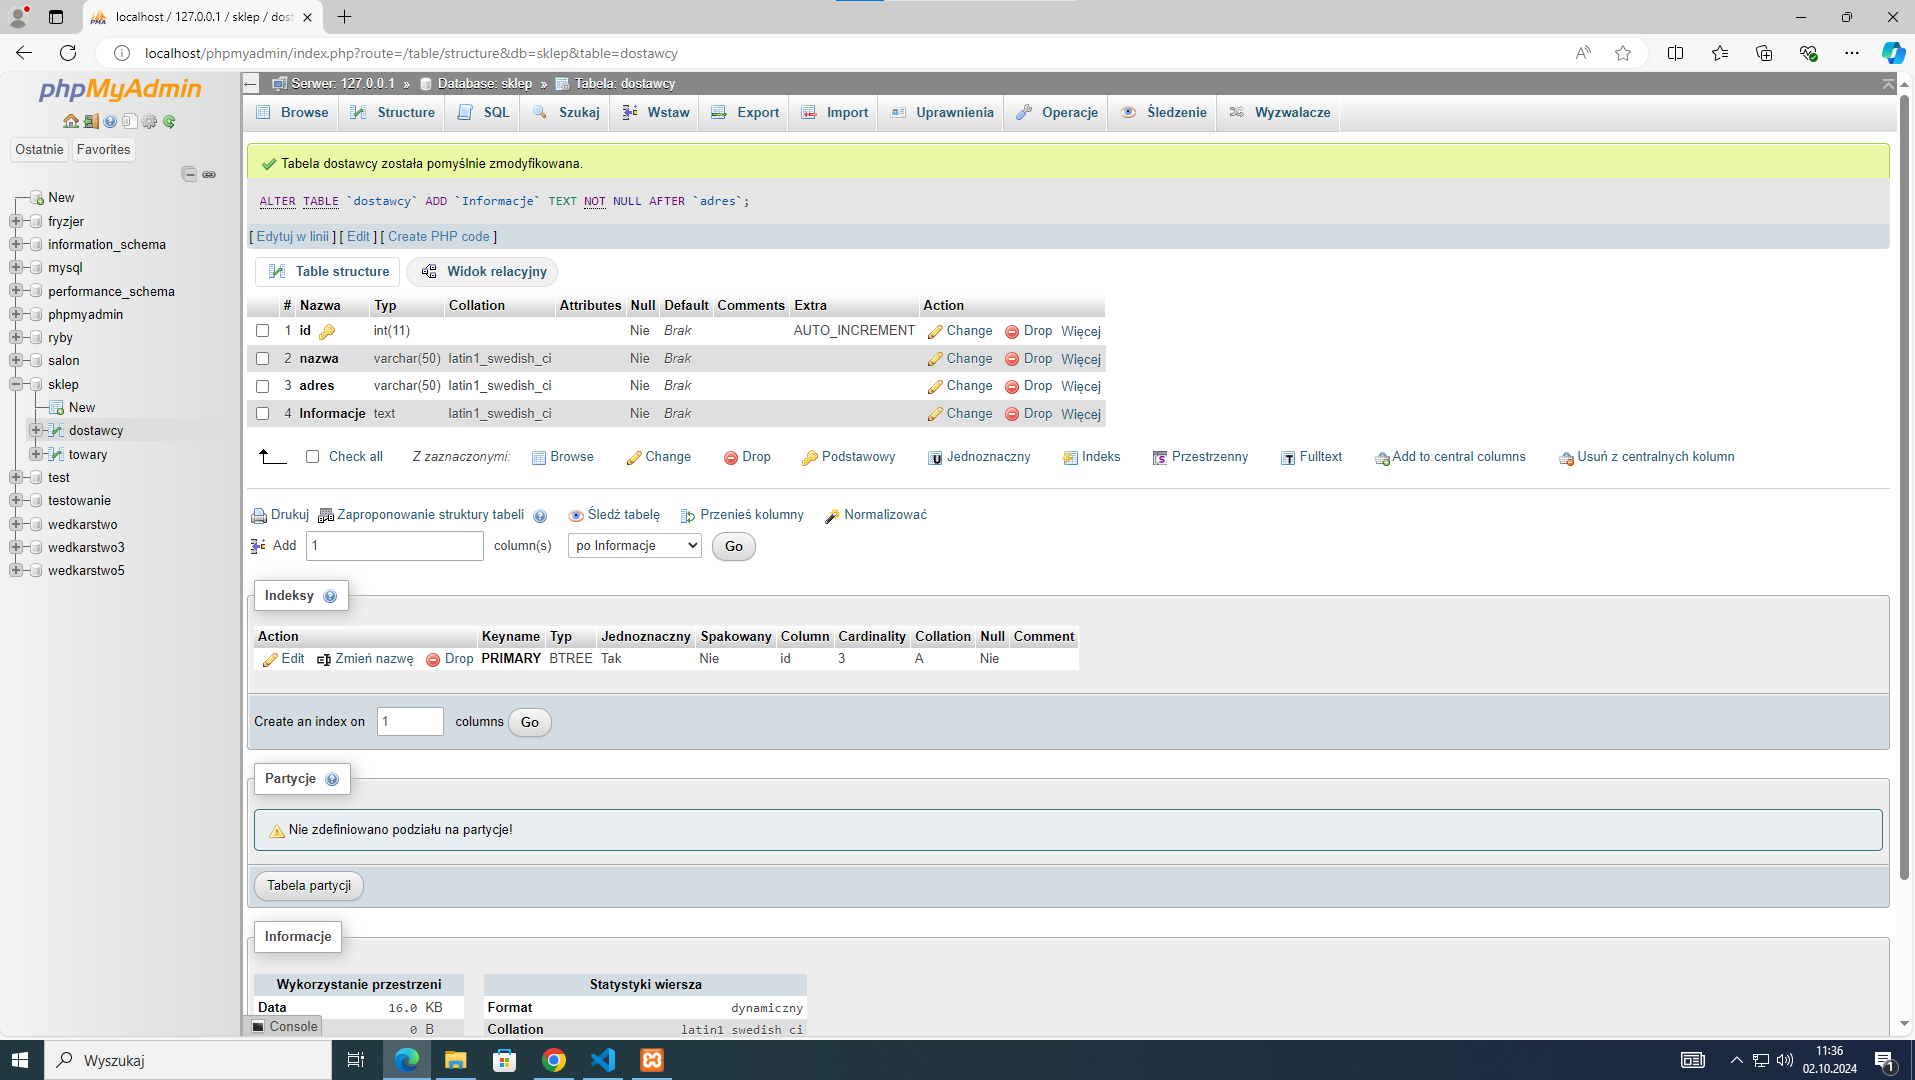 localhost / 127.0.0.1 / sklep / dost
localhost/phpmyadmin/index.php?route=/table/structure&db=sklep&table=dostawcy
phpMyAdmin
Ostatnie Favorites
New
fryzjer
information_schema
mysql
performance_schema
phpmyadmin
ryby
salon
sklep
New
dostawcy
towary
test
testowanie
wedkarstwo
wedkarstwo3
wedkarstwo5
Serwer: 127.0.0.1 » Database: sklep » Tabela: dostawcy
Browse Structure SQL Szukaj Wstaw Export Import Uprawnienia Operacje Śledzenie Wyzwalacze
Tabela dostawcy została pomyślnie zmodyfikowana.
ALTER TABLE `dostawcy` ADD `Informacje` TEXT NOT NULL AFTER `adres`;
[ Edytuj w linii ] [ Edit ] [ Create PHP code ]
Table structure Widok relacyjny
# Nazwa Typ Collation Attributes Null Default Comments Extra Action
1 id int(11) Nie Brak AUTO_INCREMENT Change Drop Więcej
2 nazwa varchar(50) latin1_swedish_ci Nie Brak Change Drop Więcej
3 adres varchar(50) latin1_swedish_ci Nie Brak Change Drop Więcej
4 Informacje text latin1_swedish_ci Nie Brak Change Drop Więcej
Check all Z zaznaczonymi: Browse Change Drop Podstawowy Jednoznaczny Indeks Przestrzenny Fulltext Add to central columns Usuń z centralnych kolumn
Drukuj Zaproponowanie struktury tabeli Śledź tabelę Przenieś kolumny Normalizować
Add 1 column(s) po Informacje Go
Indeksy
Action Keyname Typ Jednoznaczny Spakowany Column Cardinality Collation Null Comment
Edit Zmień nazwę Drop PRIMARY BTREE Tak Nie id 3 A Nie
Create an index on 1 columns Go
Partycje
Nie zdefiniowano podziału na partycje!
Tabela partycji
Informacje
Wykorzystanie przestrzeni Statystyki wiersza
Data 16.0 KB Format dynamiczny
0 B Collation latin1_swedish_ci
Console
Wyszukaj
11:36
02.10.2024
1